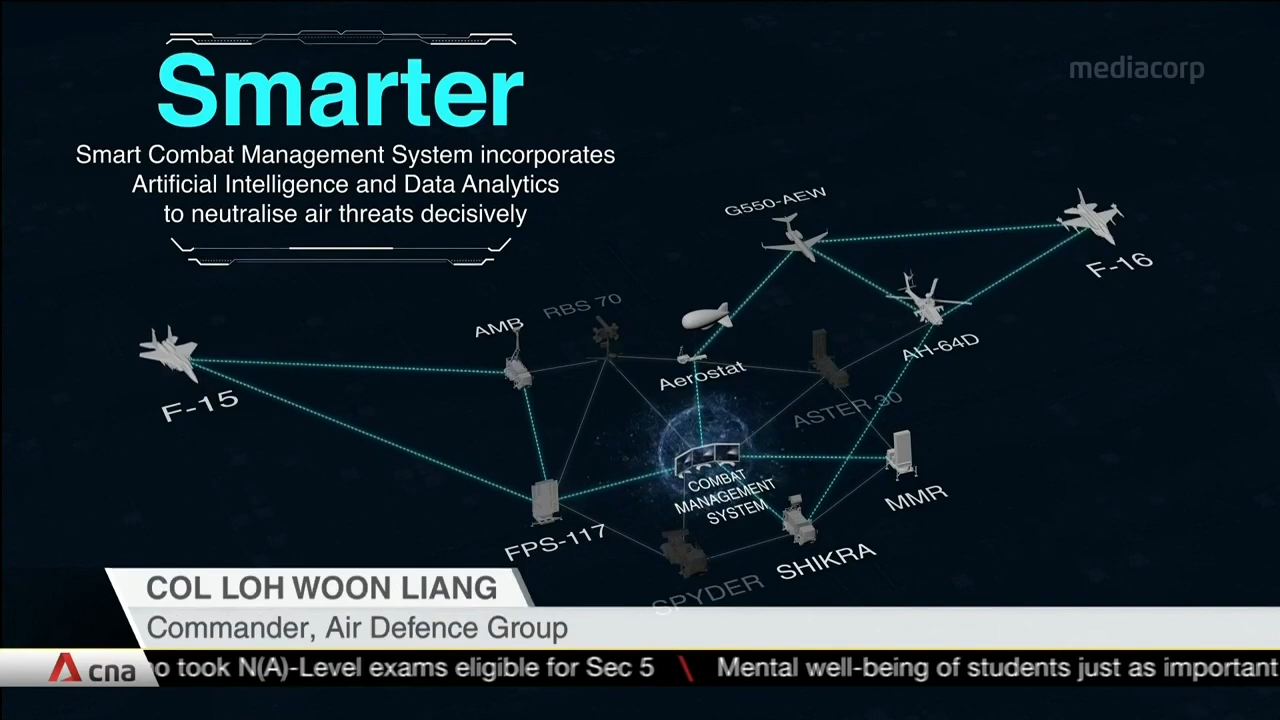 Smarter
mediacorp
Smart Combat Management System incorporates
Artificial Intelligence and Data Analytics
to neutralise air threats decisively
G550-AEW
F-16
AMB
RBS 70
AH-64D
Aerostat
F-15
ASTER 30
COMBAT
MANAGEMENT
SYSTEM
MMR
FPS-117
SHIKRA
SPYDER
COL LOH WOON LIANG
Commander, Air Defence Group
cna
o took N(A)-Level exams eligible for Sec 5 \ Mental well-being of students just as important